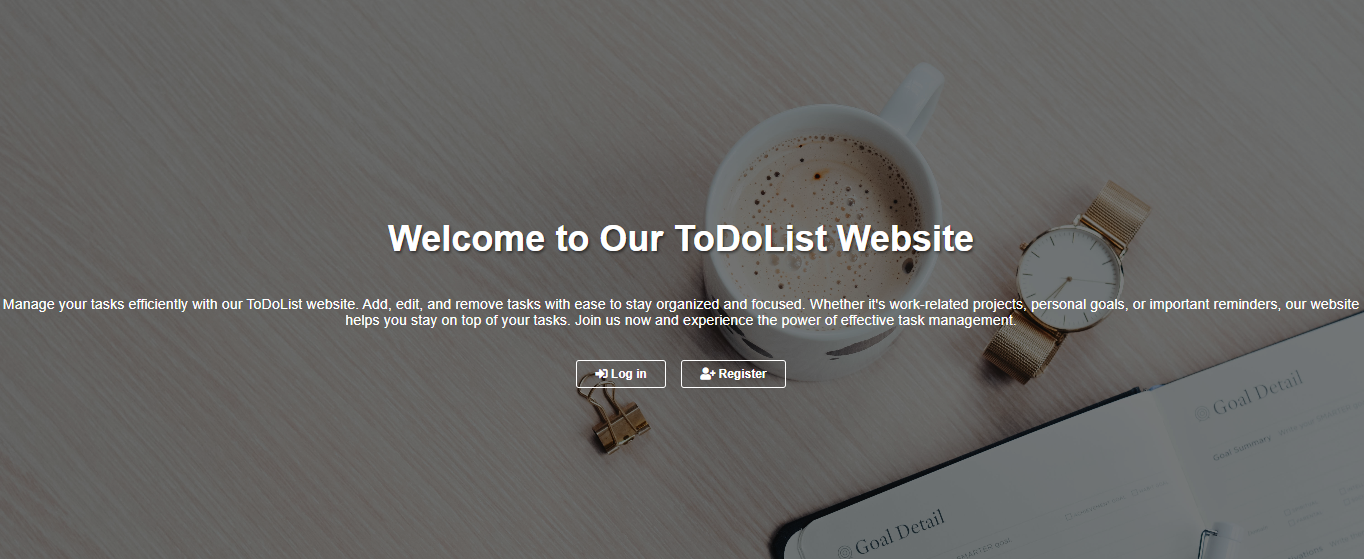 Welcome to Our ToDoList Website
Manage your tasks efficiently with our ToDoList website. Add, edit, and remove tasks with ease to stay organized and focused. Whether it's work-related projects, personal goals, or important reminders, our website
helps you stay on top of your tasks. Join us now and experience the power of effective task management.
Log in
Register
Goal Detail
Goal Summary
Goal Detail
SMARTER goal